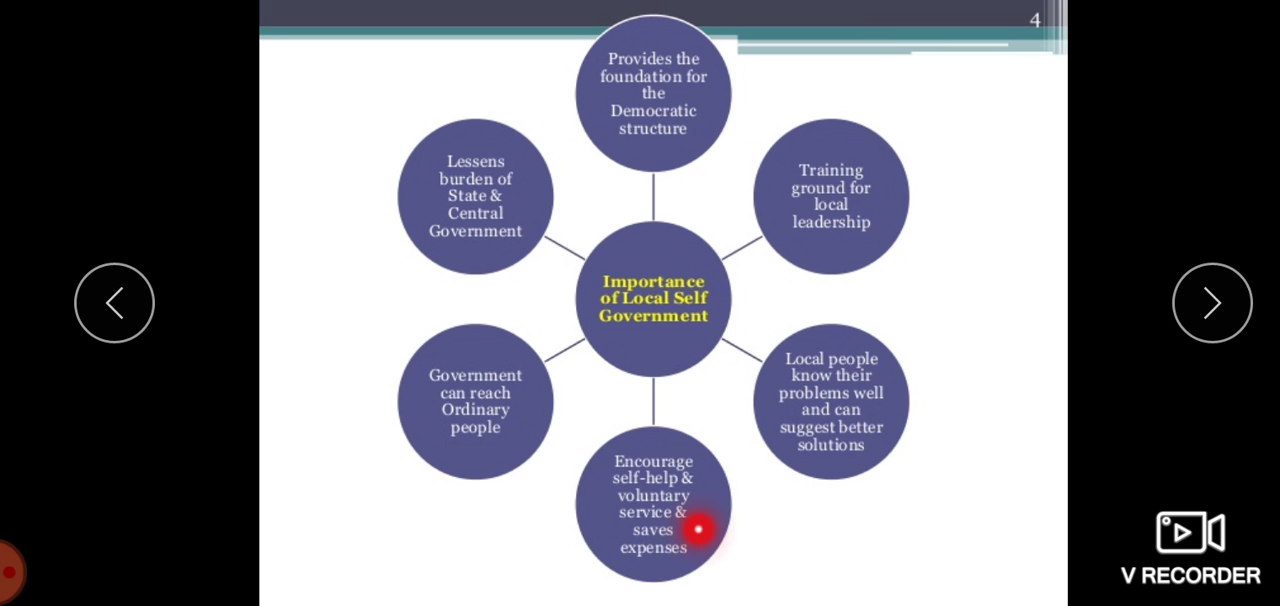 4
Provides the
foundation for
the
Democratic
structure
Training
ground for
local
leadership
Local people
know their
problems well
and can
suggest better
solutions
Encourage
self-help &
voluntary
service &
saves
expenses
Government
can reach
Ordinary
people
Lessens
burden of
State &
Central
Government
Importance
of Local Self
Government
V RECORDER